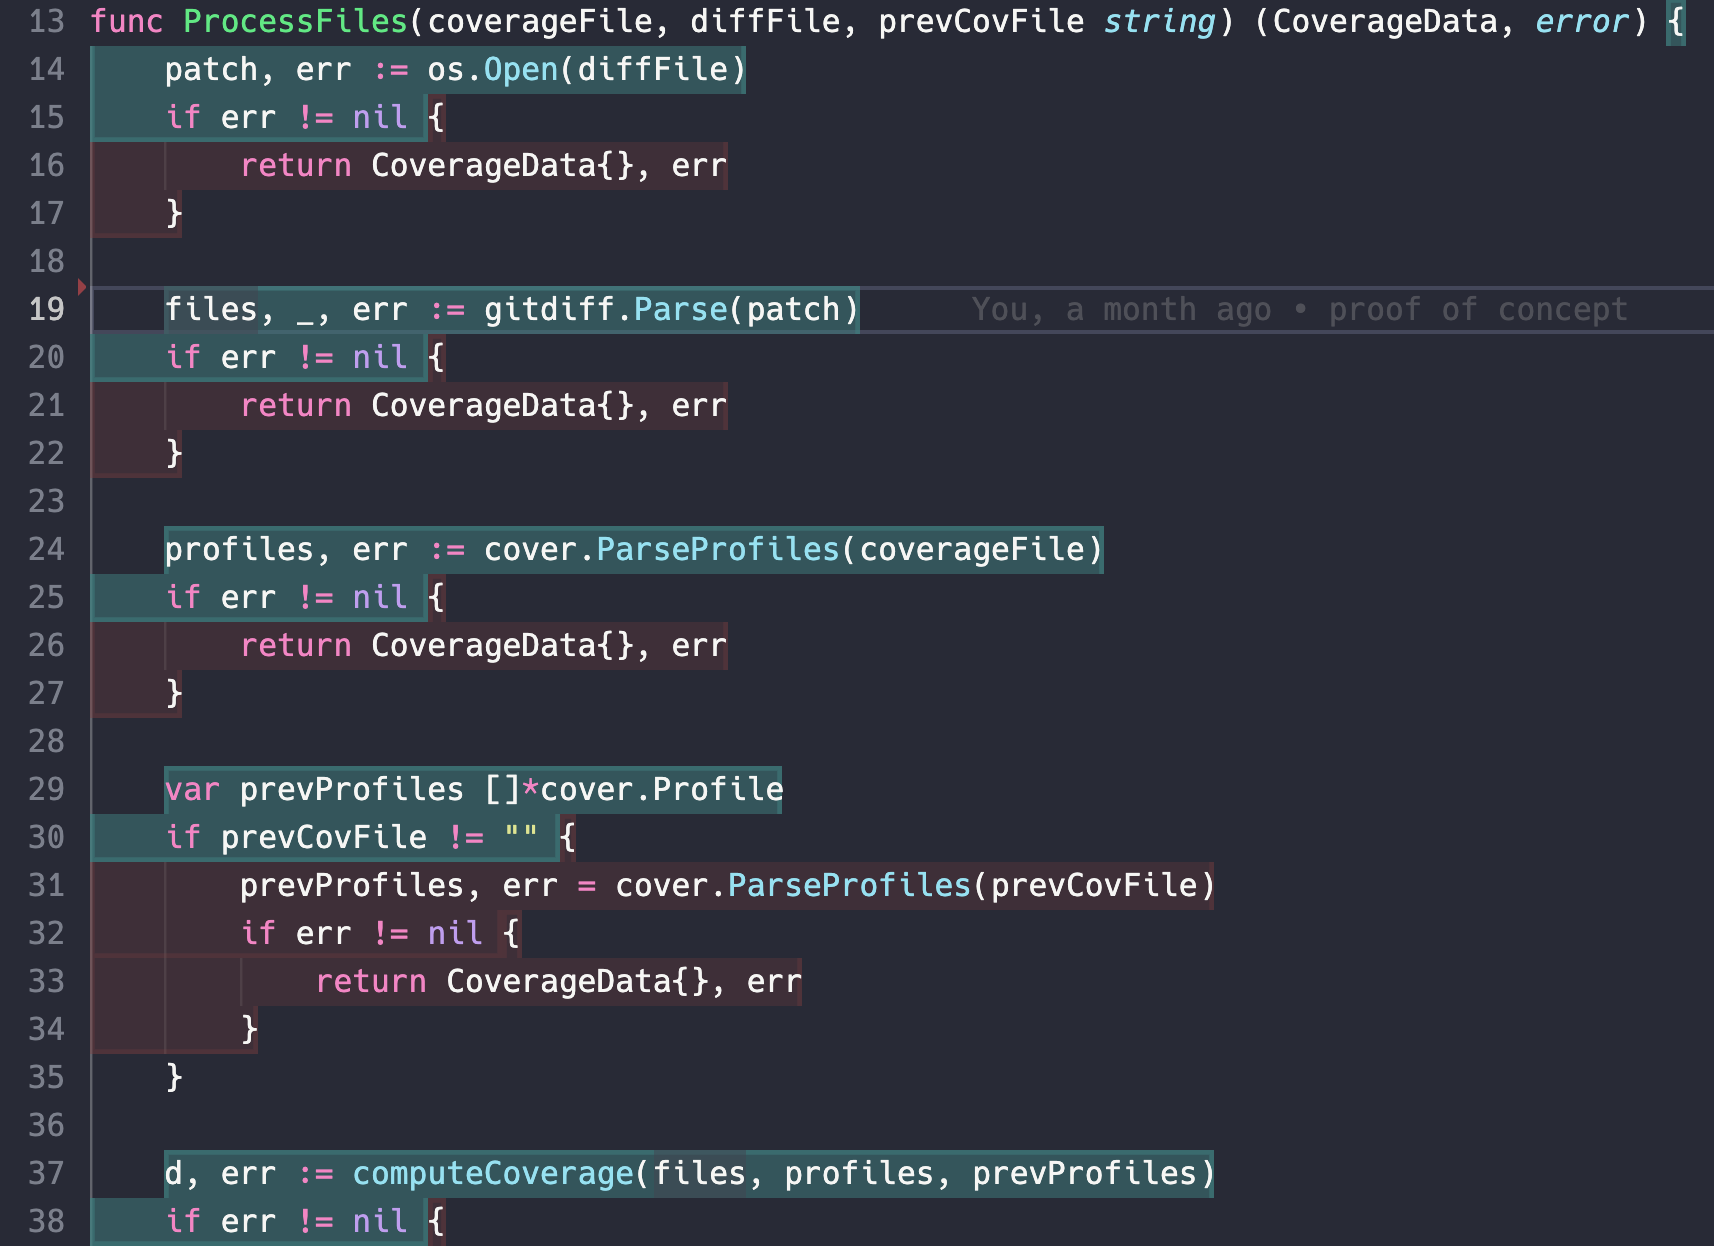 13 func ProcessFiles(coverageFile, diffFile, prevCovFile string) (CoverageData, error) {
14     patch, err := os.Open(diffFile)
15     if err != nil {
16         return CoverageData{}, err
17     }
18
19     files, _, err := gitdiff.Parse(patch)      You, a month ago • proof of concept
20     if err != nil {
21         return CoverageData{}, err
22     }
23
24     profiles, err := cover.ParseProfiles(coverageFile)
25     if err != nil {
26         return CoverageData{}, err
27     }
28
29     var prevProfiles []*cover.Profile
30     if prevCovFile != "" {
31         prevProfiles, err = cover.ParseProfiles(prevCovFile)
32         if err != nil {
33             return CoverageData{}, err
34         }
35     }
36
37     d, err := computeCoverage(files, profiles, prevProfiles)
38     if err != nil {